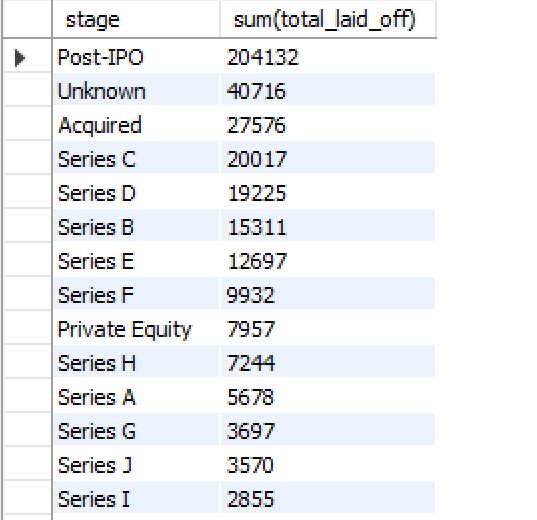 stage sum(total_laid_off)
Post-IPO 204132
Unknown 40716
Acquired 27576
Series C 20017
Series D 19225
Series B 15311
Series E 12697
Series F 9932
Private Equity 7957
Series H 7244
Series A 5678
Series G 3697
Series J 3570
Series I 2855